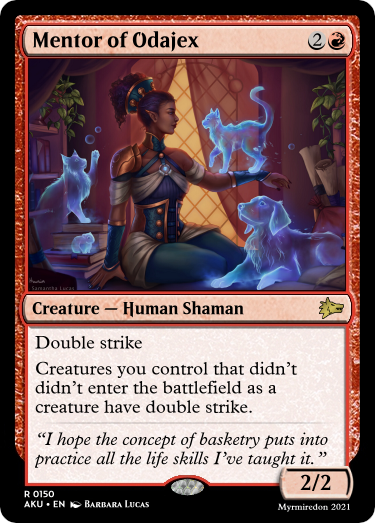 Mentor of Odajex 2
Creature — Human Shaman
Double strike
Creatures you control that didn't
didn't enter the battlefield as a
creature have double strike.
“I hope the concept of basketry puts into
practice all the life skills I've taught it.”
2/2
R 0150
AKU • EN Barbara Lucas
Myrmiredon 2021
Samantha Lucas